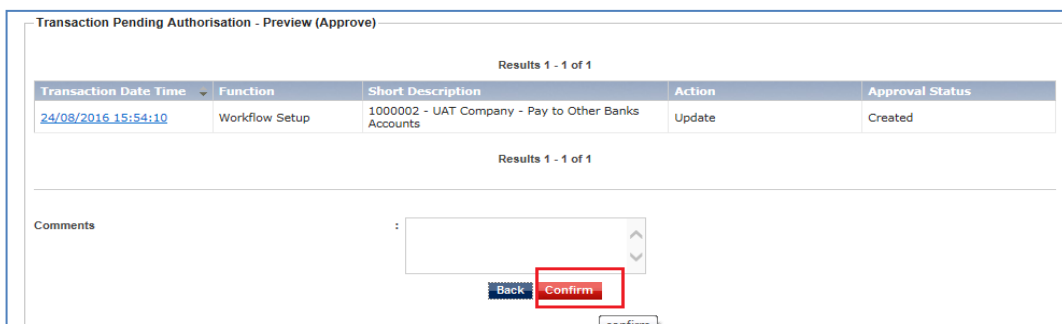 Transaction Pending Authorisation - Preview (Approve)
Results 1 - 1 of 1
Transaction Date Time Function Short Description Action Approval Status
24/08/2016 15:54:10 Workflow Setup 1000002 - UAT Company - Pay to Other Banks Accounts Update Created
Results 1 - 1 of 1
Comments :
Back Confirm
confirm